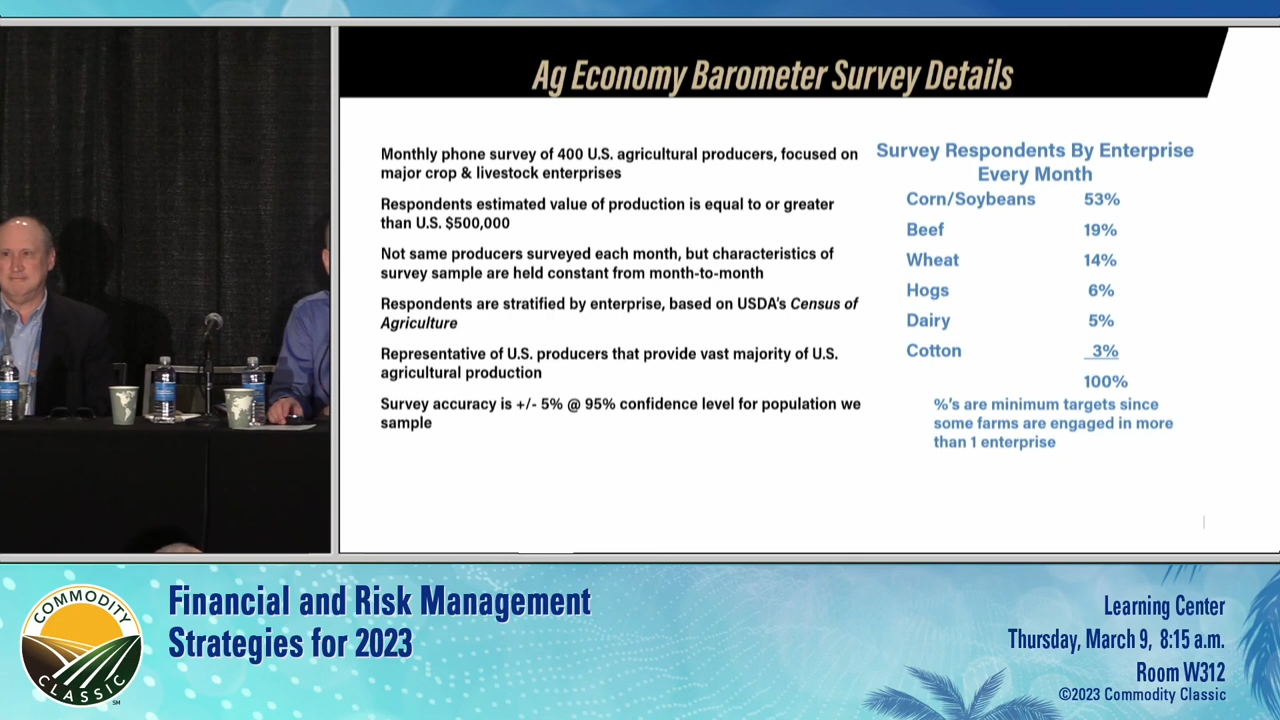 Ag Economy Barometer Survey Details
Monthly phone survey of 400 U.S. agricultural producers, focused on
major crop & livestock enterprises
Respondents estimated value of production is equal to or greater
than U.S. $500,000
Not same producers surveyed each month, but characteristics of
survey sample are held constant from month-to-month
Respondents are stratified by enterprise, based on USDA's Census of
Agriculture
Representative of U.S. producers that provide vast majority of U.S.
agricultural production
Survey accuracy is +/- 5% @ 95% confidence level for population we
sample
Survey Respondents By Enterprise
Every Month
Corn/Soybeans 53%
Beef 19%
Wheat 14%
Hogs 6%
Dairy 5%
Cotton 3%
100%
%'s are minimum targets since
some farms are engaged in more
than 1 enterprise
COMMODITY
CLASSIC
SM
Financial and Risk Management
Strategies for 2023
Learning Center
Thursday, March 9, 8:15 a.m.
Room W312
©2023 Commodity Classic